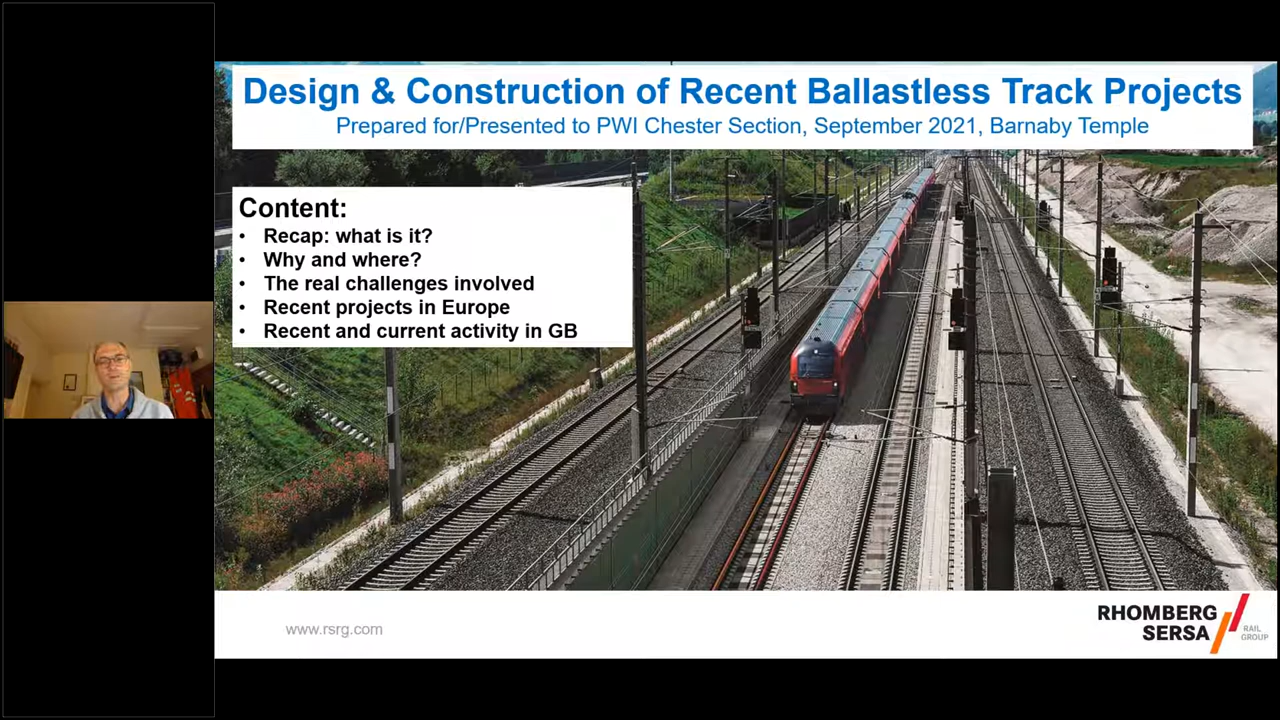 Design & Construction of Recent Ballastless Track Projects
Prepared for/Presented to PWI Chester Section, September 2021, Barnaby Temple
Content:
• Recap: what is it?
• Why and where?
• The real challenges involved
• Recent projects in Europe
• Recent and current activity in GB
www.rsrg.com
RHOMBERG
SERSA
RAIL
GROUP